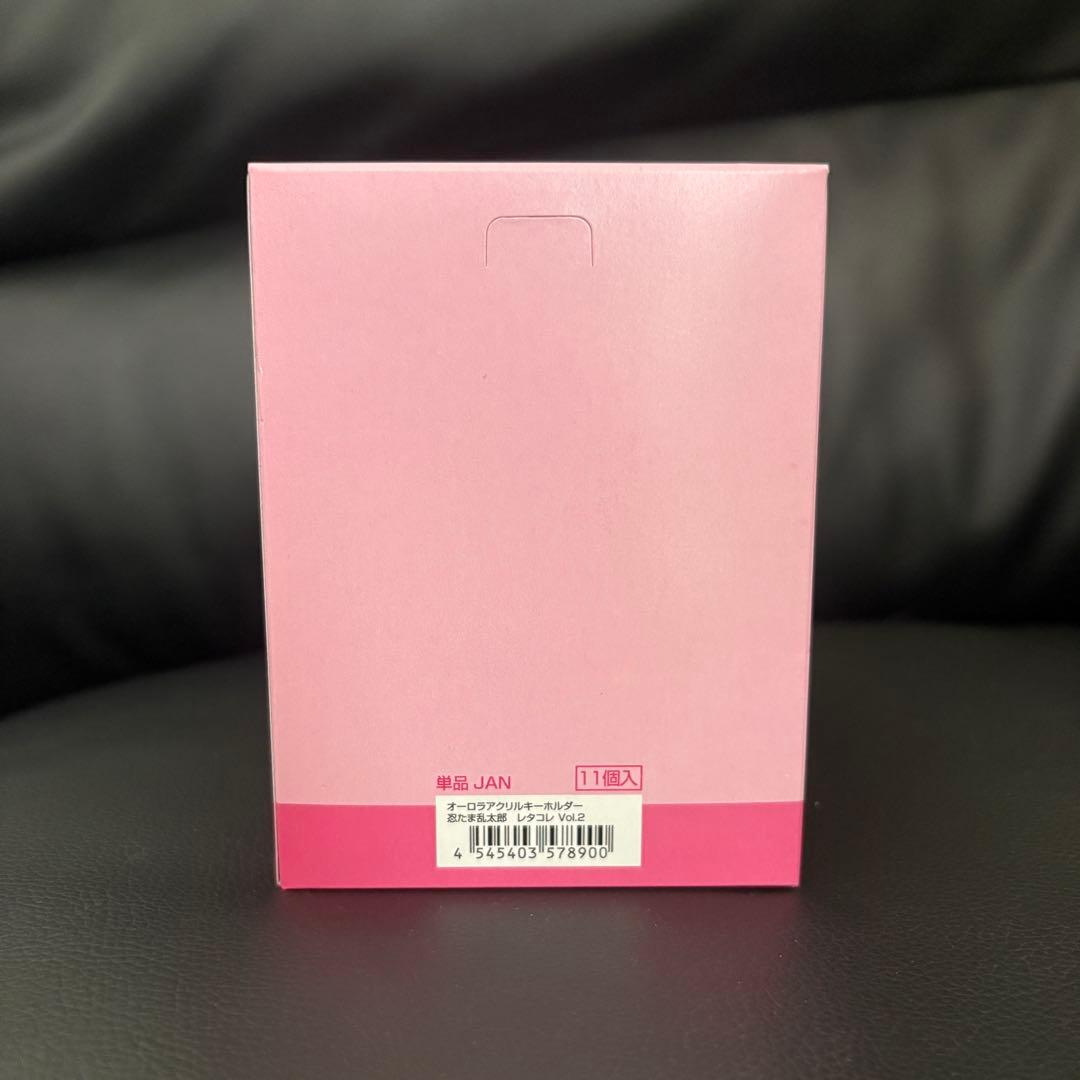 単品 JAN 11個入
オーロラアクリルキーホルダー
忍たま乱太郎 レタコレ Vol.2
4 545403 578900